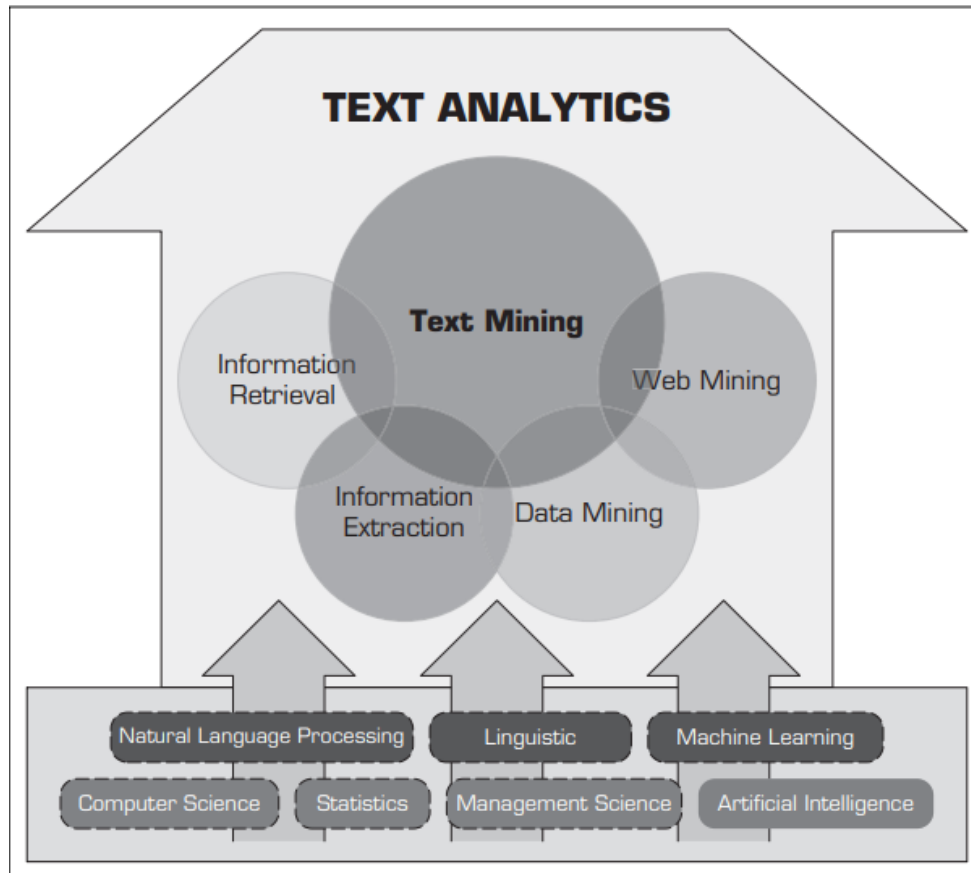 TEXT ANALYTICS
Text Mining
Information
Retrieval
Web Mining
Information
Extraction
Data Mining
Natural Language Processing
Linguistic
Machine Learning
Computer Science
Statistics
Management Science
Artificial Intelligence